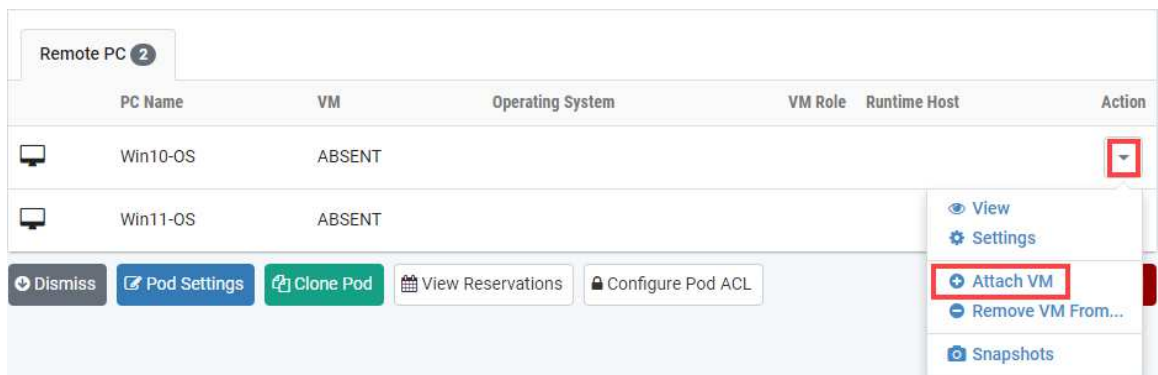 Remote PC 2
PC Name VM Operating System VM Role Runtime Host Action
Win10-OS ABSENT
Win11-OS ABSENT
View
Settings
Dismiss Pod Settings Clone Pod View Reservations Configure Pod ACL
Attach VM
Remove VM From...
Snapshots